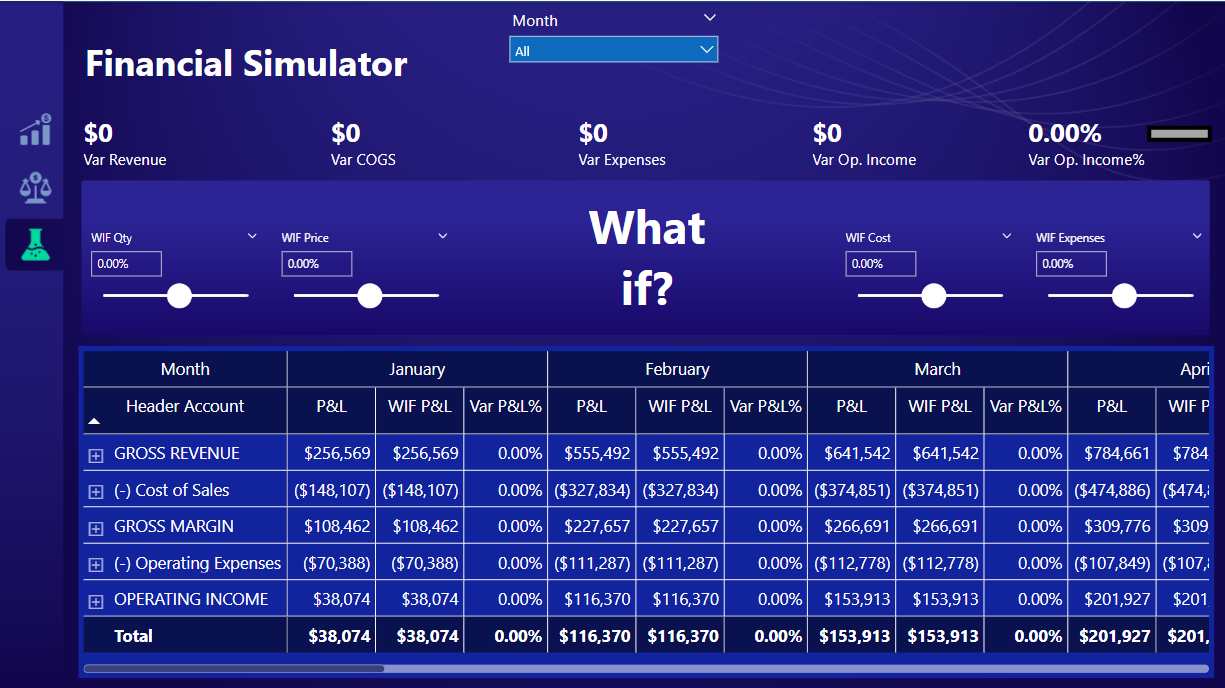 Month
All
Financial Simulator
$0 $0 $0 $0 0.00%
Var Revenue Var COGS Var Expenses Var Op. Income Var Op. Income%
What
if?
WIF Qty WIF Price WIF Cost WIF Expenses
0.00% 0.00% 0.00% 0.00%
Month January February March Apri
Header Account P&L WIF P&L Var P&L% P&L WIF P&L Var P&L% P&L WIF P&L Var P&L% P&L WIF P
GROSS REVENUE $256,569 $256,569 0.00% $555,492 $555,492 0.00% $641,542 $641,542 0.00% $784,661 $784
(-) Cost of Sales ($148,107) ($148,107) 0.00% ($327,834) ($327,834) 0.00% ($374,851) ($374,851) 0.00% ($474,886) ($474,
GROSS MARGIN $108,462 $108,462 0.00% $227,657 $227,657 0.00% $266,691 $266,691 0.00% $309,776 $309
(-) Operating Expenses ($70,388) ($70,388) 0.00% ($111,287) ($111,287) 0.00% ($112,778) ($112,778) 0.00% ($107,849) ($107,
OPERATING INCOME $38,074 $38,074 0.00% $116,370 $116,370 0.00% $153,913 $153,913 0.00% $201,927 $201
Total $38,074 $38,074 0.00% $116,370 $116,370 0.00% $153,913 $153,913 0.00% $201,927 $201,